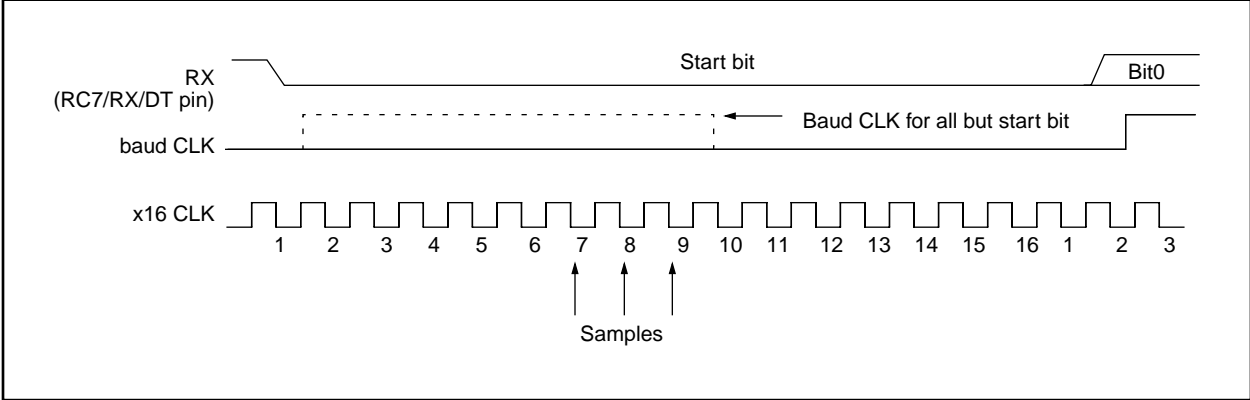 Start bit
RX
(RC7/RX/DT pin)
Bit0
Baud CLK for all but start bit
baud CLK
x16 CLK
1 2 3 4 5 6 7 8 9 10 11 12 13 14 15 16 1 2 3
Samples